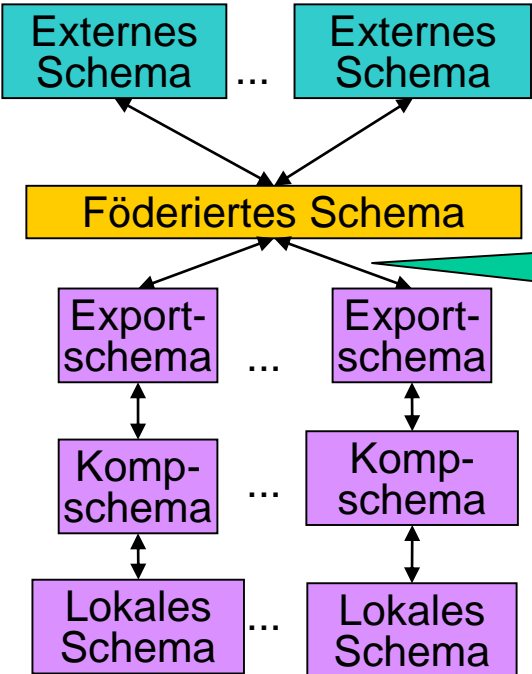 Externes Externes
Schema ... Schema
Föderiertes Schema
Export- Export-
schema ... schema
Komp- Komp-
schema ... schema
Lokales ... Lokales
Schema Schema